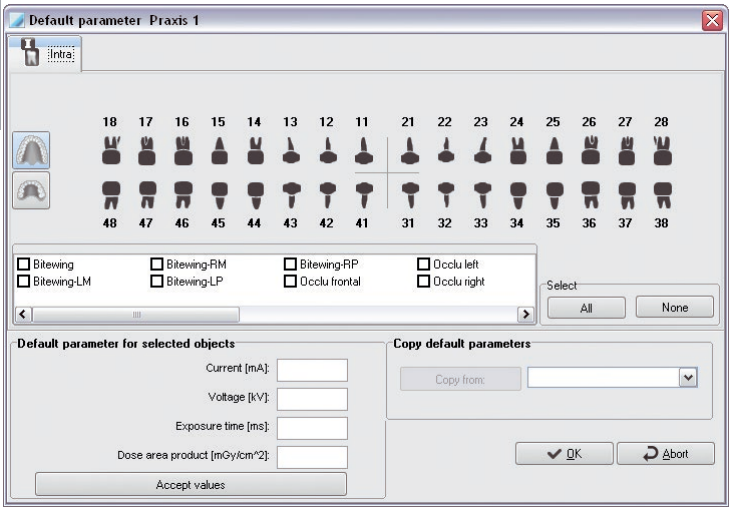 Default parameter Praxis 1
Intra
18 17 16 15 14 13 12 11 21 22 23 24 25 26 27 28
48 47 46 45 44 43 42 41 31 32 33 34 35 36 37 38
Bitewing Bitewing-RM Bitewing-RP Occlu left
Bitewing-LM Bitewing-LP Occlu frontal Occlu right
Select
All None
Default parameter for selected objects
Current [mA]:
Voltage [kV]:
Exposure time [ms]:
Dose area product [mGy/cm^2]:
Accept values
Copy default parameters
Copy from:
OK Abort